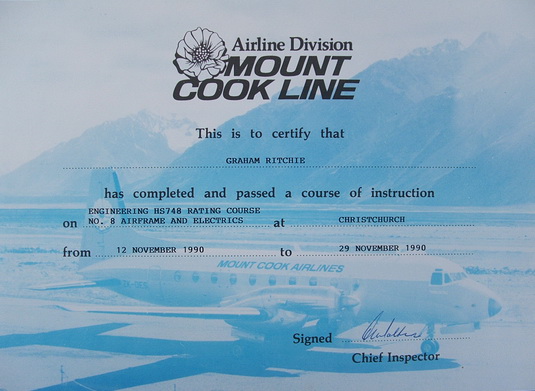 Airline Division
MOUNT
COOK LINE
This is to certify that
GRAHAM RITCHIE
has completed and passed a course of instruction
ENGINEERING HS748 RATING COURSE
on NO. 8 AIRFRAME AND ELECTRICS at CHRISTCHURCH
from 12 NOVEMBER 1990 to 29 NOVEMBER 1990
MOUNT COOK AIRLINES
Signed
Chief Inspector